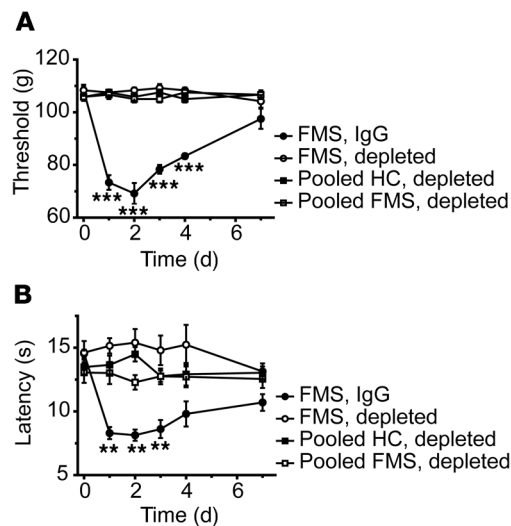 A
120
100
80
60
Threshold (g)
***
***
***
***
0 2 4 6
Time (d)
FMS, IgG
FMS, depleted
Pooled HC, depleted
Pooled FMS, depleted
B
15
10
5
Latency (s)
** ** **
0 2 4 6
Time (d)
FMS, IgG
FMS, depleted
Pooled HC, depleted
Pooled FMS, depleted